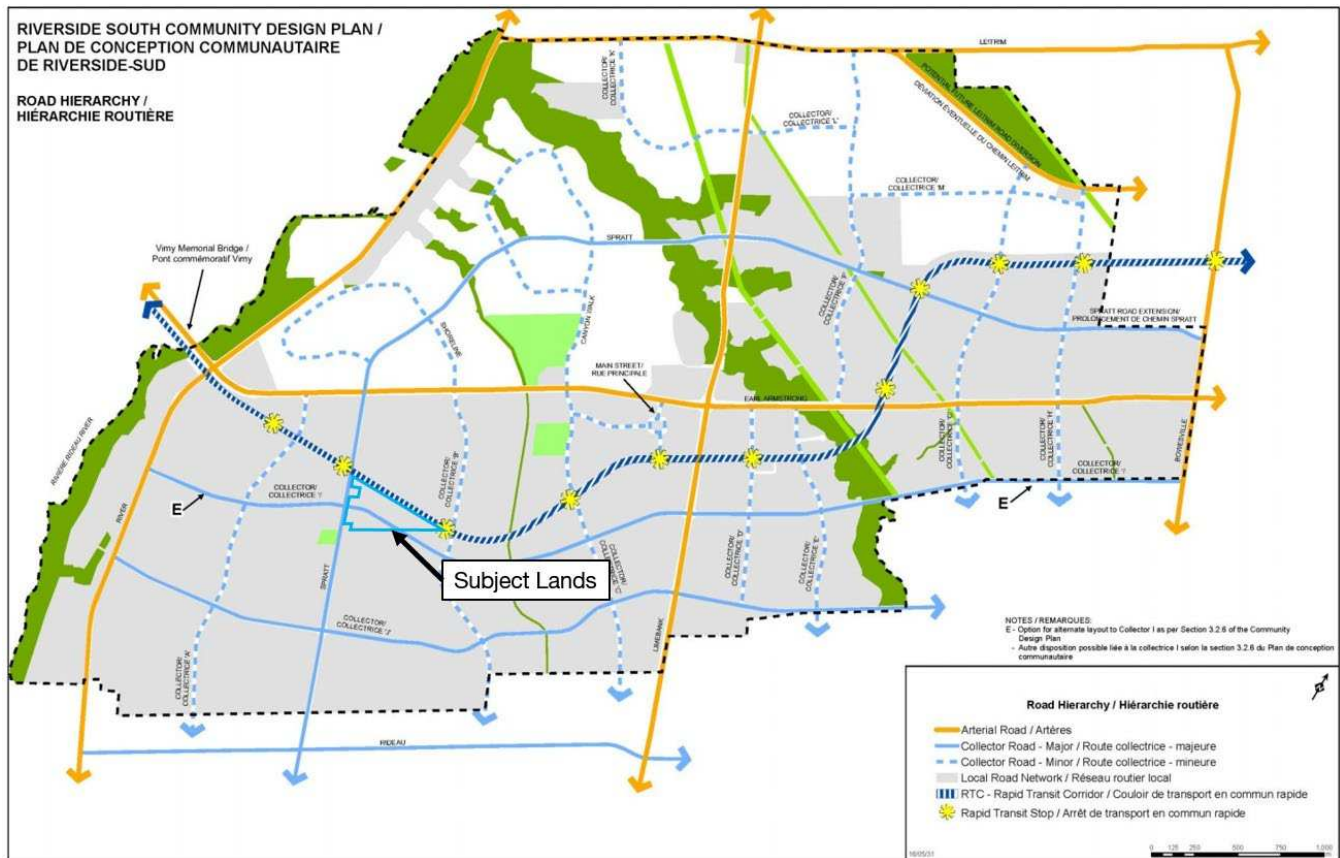 RIVERSIDE SOUTH COMMUNITY DESIGN PLAN /
PLAN DE CONCEPTION COMMUNAUTAIRE
DE RIVERSIDE-SUD
ROAD HIERARCHY /
HIÉRARCHIE ROUTIÈRE
LEITRIM
COLLECTOR/
COLLECTRICE 'K'
POTENTIAL FUTURE LEITRIM ROAD DIVERSION
DÉVIATION ÉVENTUELLE DU CHEMIN LEITRIM
COLLECTOR/
COLLECTRICE 'L'
COLLECTOR/
COLLECTRICE 'M'
Vimy Memorial Bridge /
Pont commémoratif Vimy
SPRATT
COLLECTOR/
COLLECTRICE 'F'
SHORELINE
CANYON WALK
SPRATT ROAD EXTENSION/
PROLONGEMENT DE CHEMIN SPRATT
MAIN STREET/
RUE PRINCIPALE
EARL ARMSTRONG
RIVIÈRE RIDEAU RIVER
BOWESVILLE
COLLECTOR/
COLLECTRICE 'B'
COLLECTOR/
COLLECTRICE 'G'
COLLECTOR/
COLLECTRICE 'H'
COLLECTOR/
COLLECTRICE 'I'
COLLECTOR/
COLLECTRICE 'I'
E
E
RIVER
SPRATT
Subject Lands
COLLECTOR/
COLLECTRICE 'C'
COLLECTOR/
COLLECTRICE 'D'
COLLECTOR/
COLLECTRICE 'E'
COLLECTOR/
COLLECTRICE 'J'
COLLECTOR/
COLLECTRICE 'A'
LIMEBANK
RIDEAU
NOTES / REMARQUES:
E - Option for alternate layout to Collector I as per Section 3.2.6 of the Community
Design Plan
- Autre disposition possible liée à la collectrice I selon la section 3.2.6 du Plan de conception
communautaire
Road Hierarchy / Hiérarchie routière
Arterial Road / Artères
Collector Road - Major / Route collectrice - majeure
Collector Road - Minor / Route collectrice - mineure
Local Road Network / Réseau routier local
RTC - Rapid Transit Corridor / Couloir de transport en commun rapide
Rapid Transit Stop / Arrêt de transport en commun rapide
16/05/31
0 125 250 500 750 1,000